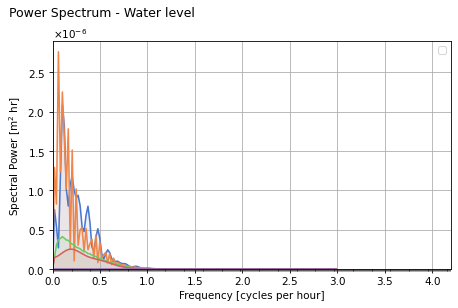 Power Spectrum - Water level
×10⁻⁶
2.5
2.0
1.5
1.0
0.5
0.0
Spectral Power [m² hr]
0.0 0.5 1.0 1.5 2.0 2.5 3.0 3.5 4.0
Frequency [cycles per hour]